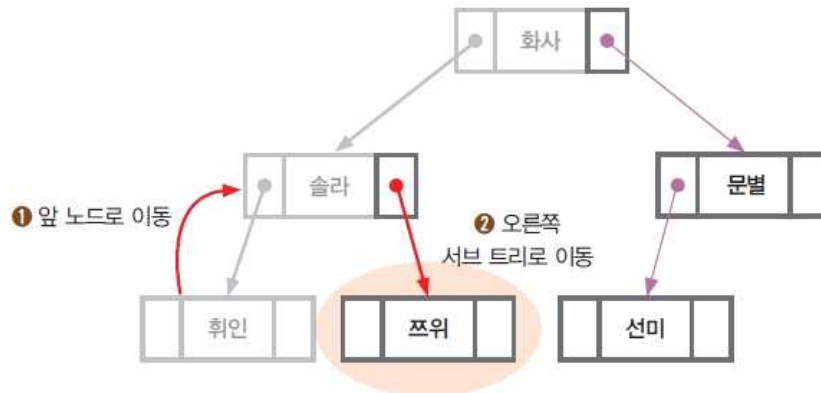 화사
솔라
문별
❶ 앞 노드로 이동
❷ 오른쪽
서브 트리로 이동
휘인
쯔위
선미